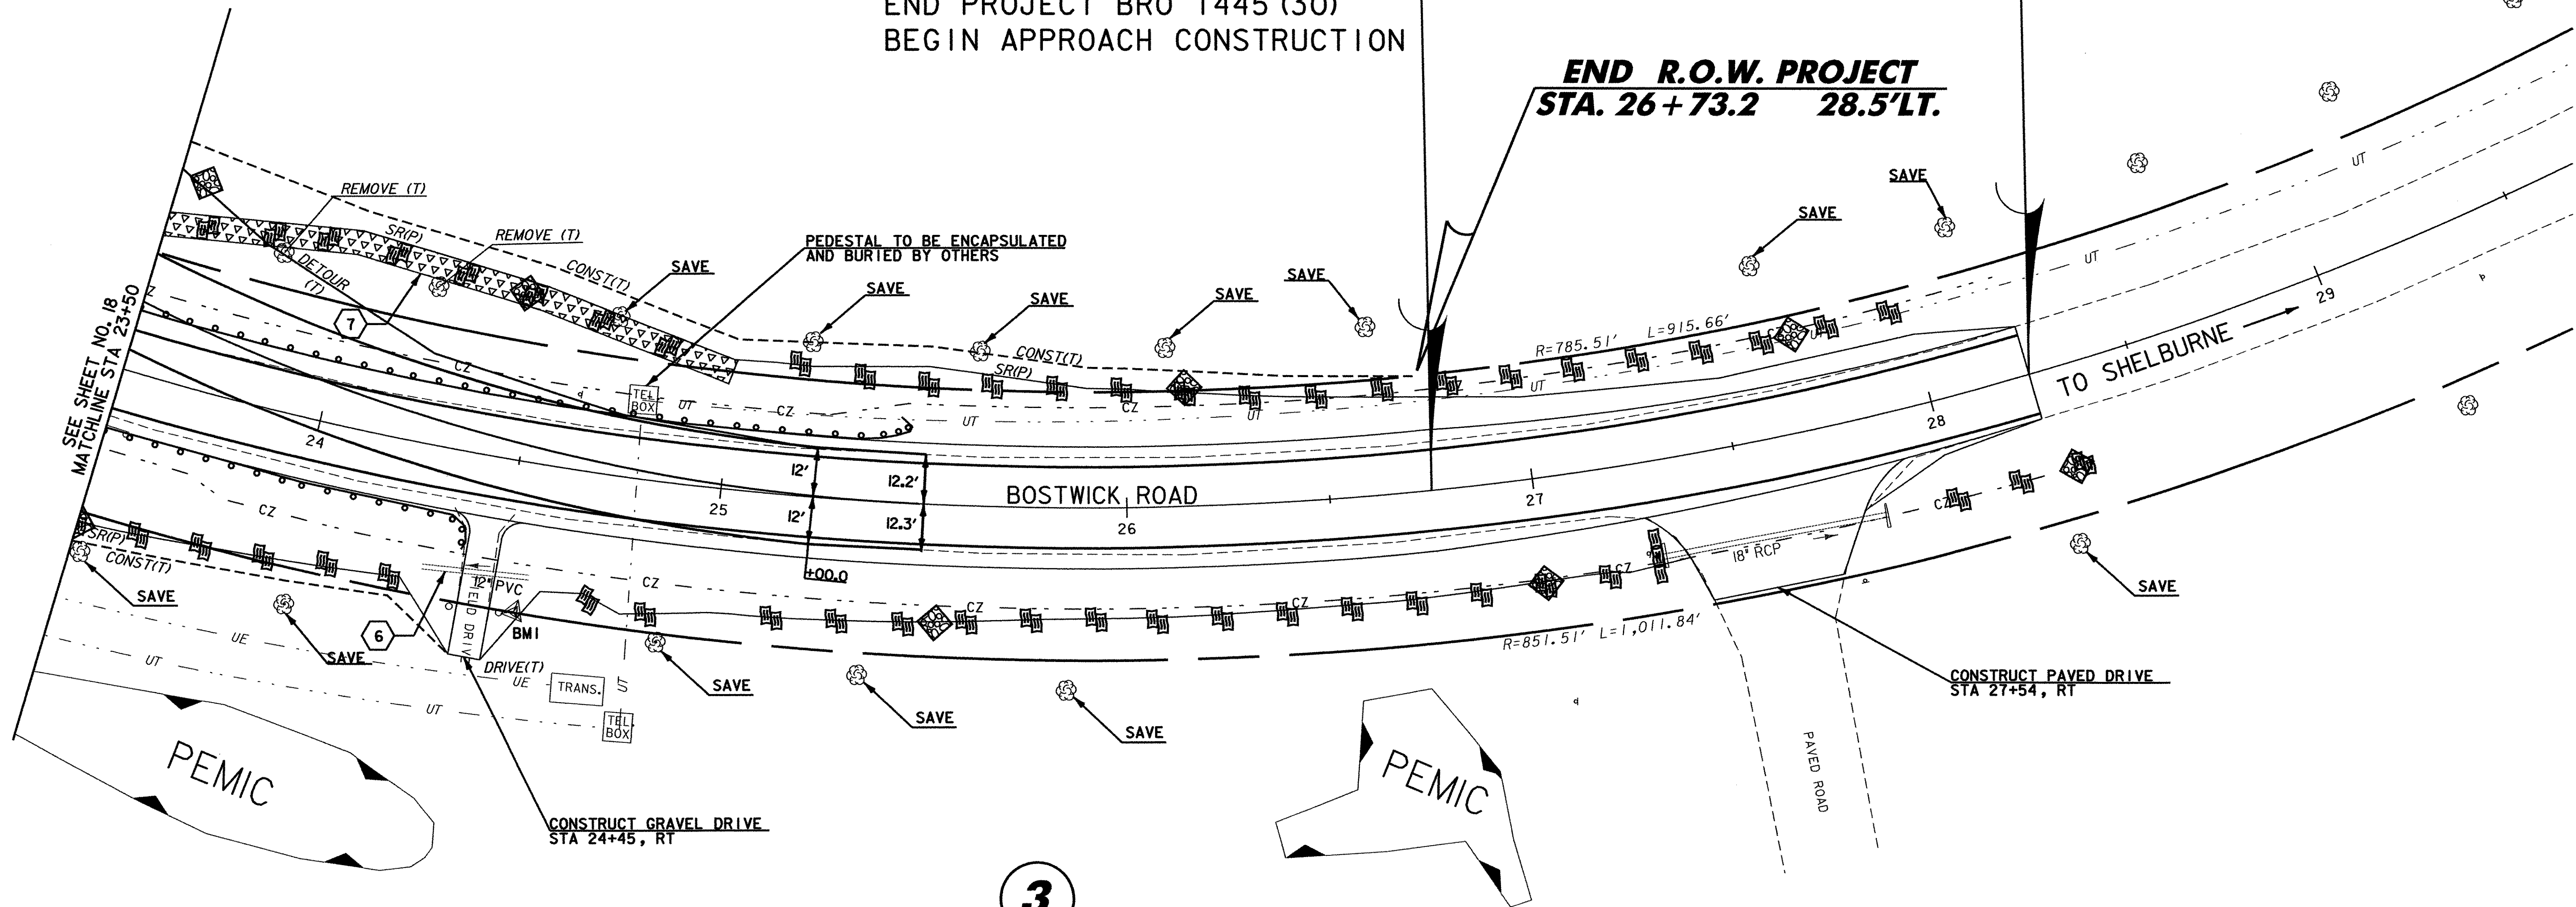 END PROJECT BRO 1445 (30)
BEGIN APPROACH CONSTRUCTION
END R.O.W. PROJECT
STA. 26+73.2 28.5'LT.
SAVE
SAVE
REMOVE (T)
REMOVE (T)
SR(P)
CONST(T)
PEDESTAL TO BE ENCAPSULATED
AND BURIED BY OTHERS
SAVE
SAVE
SAVE
SAVE
SAVE
DETOUR
(T)
7
SEE SHEET NO. 18
MATCHLINE STA 23+50
CZ
CZ
TEL
BOX
UT
CZ
UT
CONST(T)
SR(P)
CZ
UT
R=785.51' L=915.66'
CZ
UT
CZ
UT
UT
UT
TO SHELBURNE
24
25
26
27
28
29
12'
12.2'
12'
12.3'
+00.0
BOSTWICK ROAD
CZ
SR(P)
CONST(T)
SAVE
SAVE
6
12" PVC
FIELD DRIVE
BM1
DRIVE(T)
UE
UE
UT
UT
UT
TRANS.
TEL
BOX
CZ
CZ
CZ
CZ
CZ
SAVE
SAVE
SAVE
SAVE
18" RCP
R=851.51' L=1,011.84'
CONSTRUCT PAVED DRIVE
STA 27+54, RT
PAVED ROAD
PEMIC
PEMIC
CONSTRUCT GRAVEL DRIVE
STA 24+45, RT
3